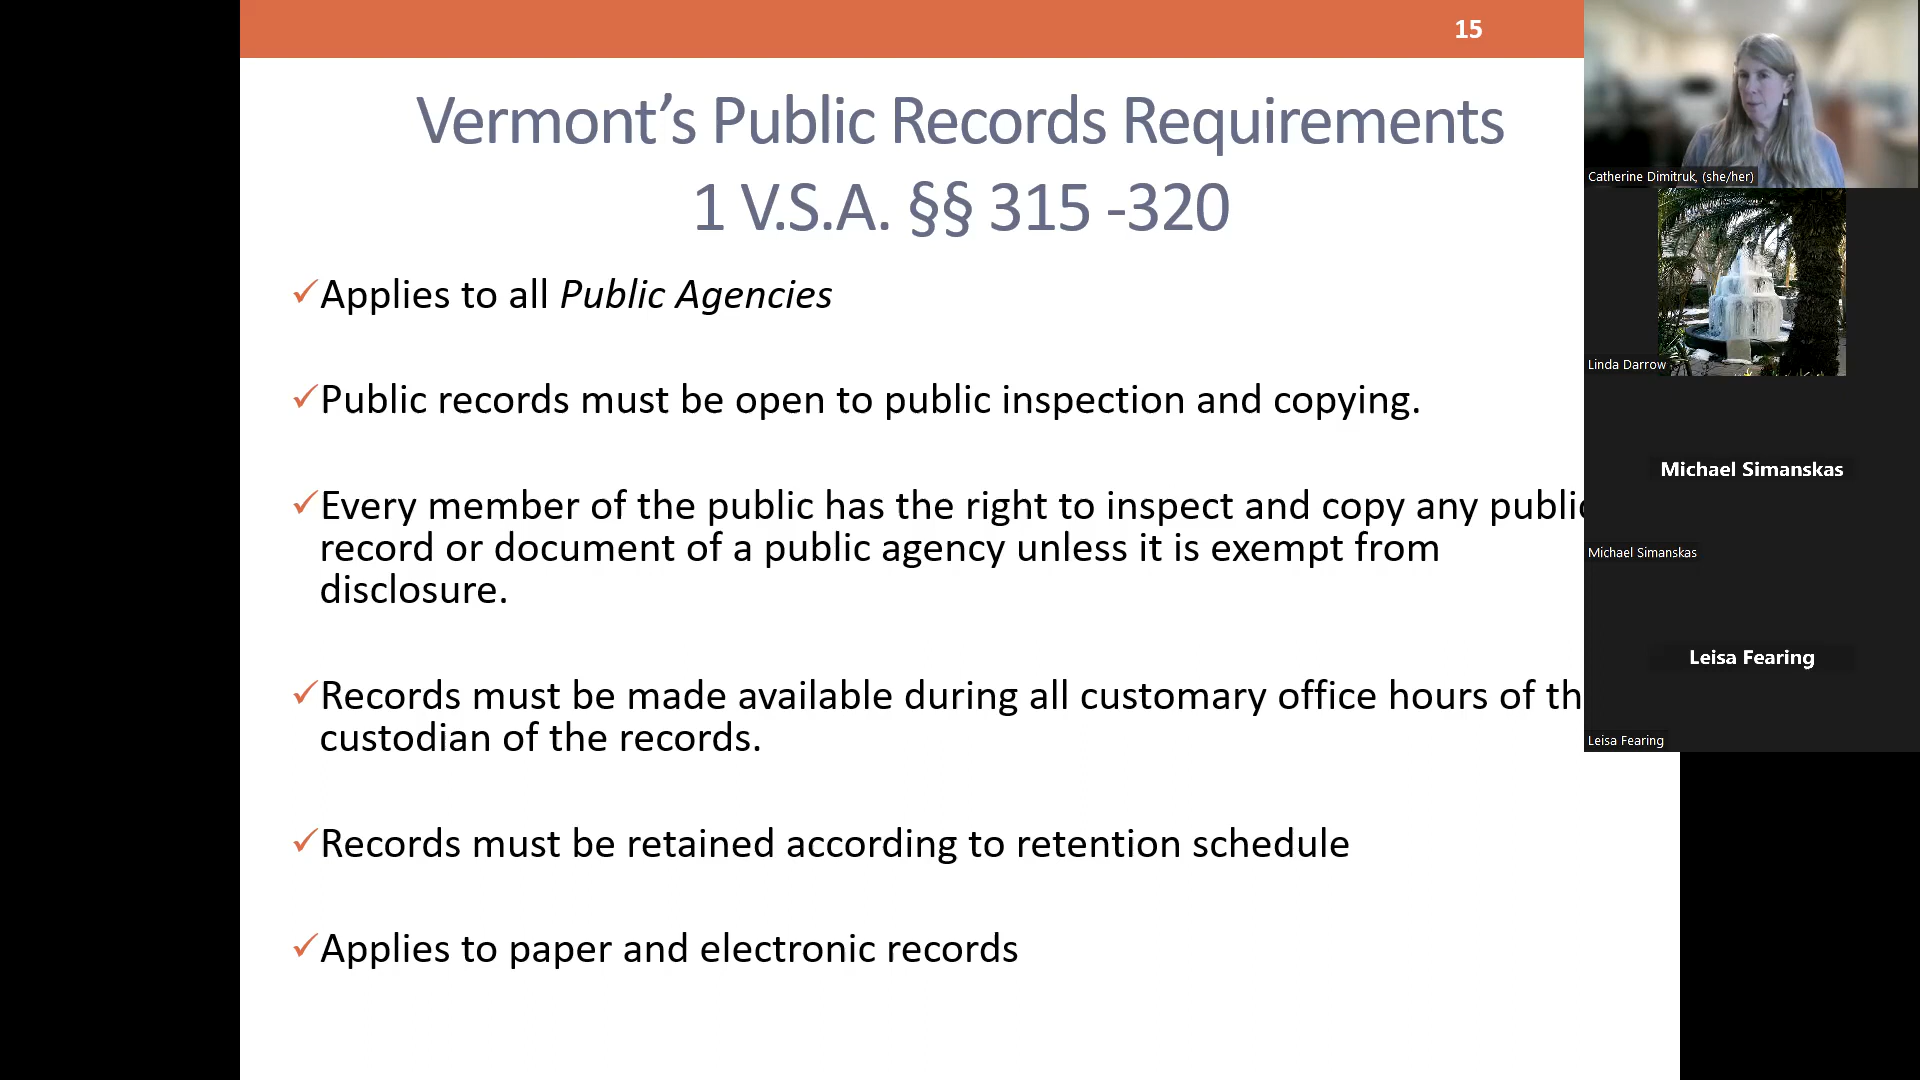 15
Vermont’s Public Records Requirements
1 V.S.A. §§ 315 -320
✓Applies to all Public Agencies
✓Public records must be open to public inspection and copying.
✓Every member of the public has the right to inspect and copy any public
record or document of a public agency unless it is exempt from
disclosure.
✓Records must be made available during all customary office hours of th
custodian of the records.
✓Records must be retained according to retention schedule
✓Applies to paper and electronic records
Catherine Dimitruk, (she/her)
Linda Darrow
Michael Simanskas
Michael Simanskas
Leisa Fearing
Leisa Fearing